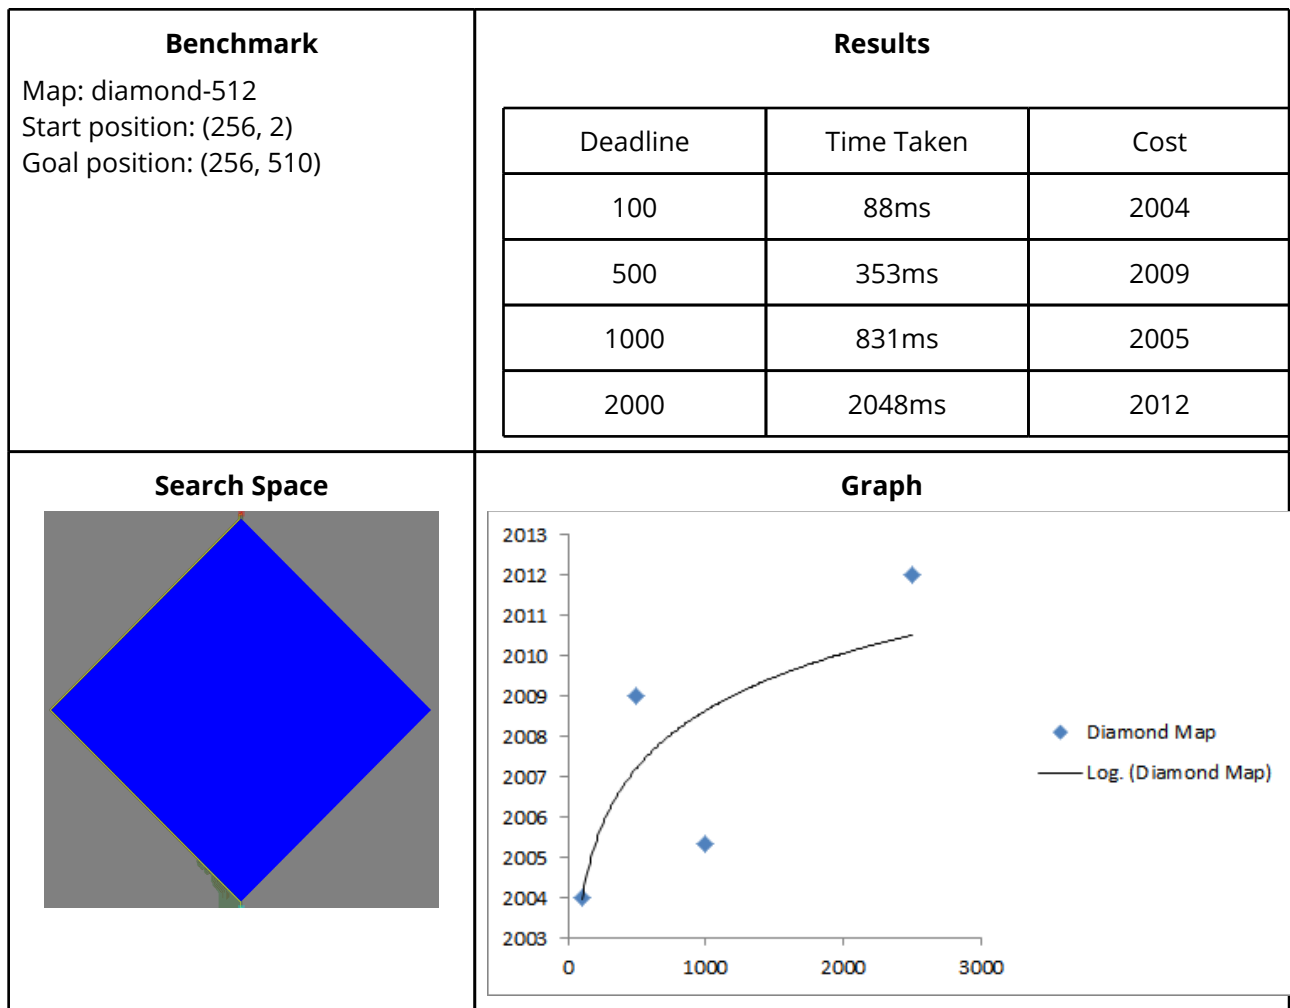 Benchmark
Map: diamond-512
Start position: (256, 2)
Goal position: (256, 510)
Results
Deadline Time Taken Cost
100 88ms 2004
500 353ms 2009
1000 831ms 2005
2000 2048ms 2012
Search Space
Graph
2013
2012
2010
2010
2009
2008
2007
2006
2005
2004
2003
0 1000 2000 3000
Diamond Map
Log. (Diamond Map)